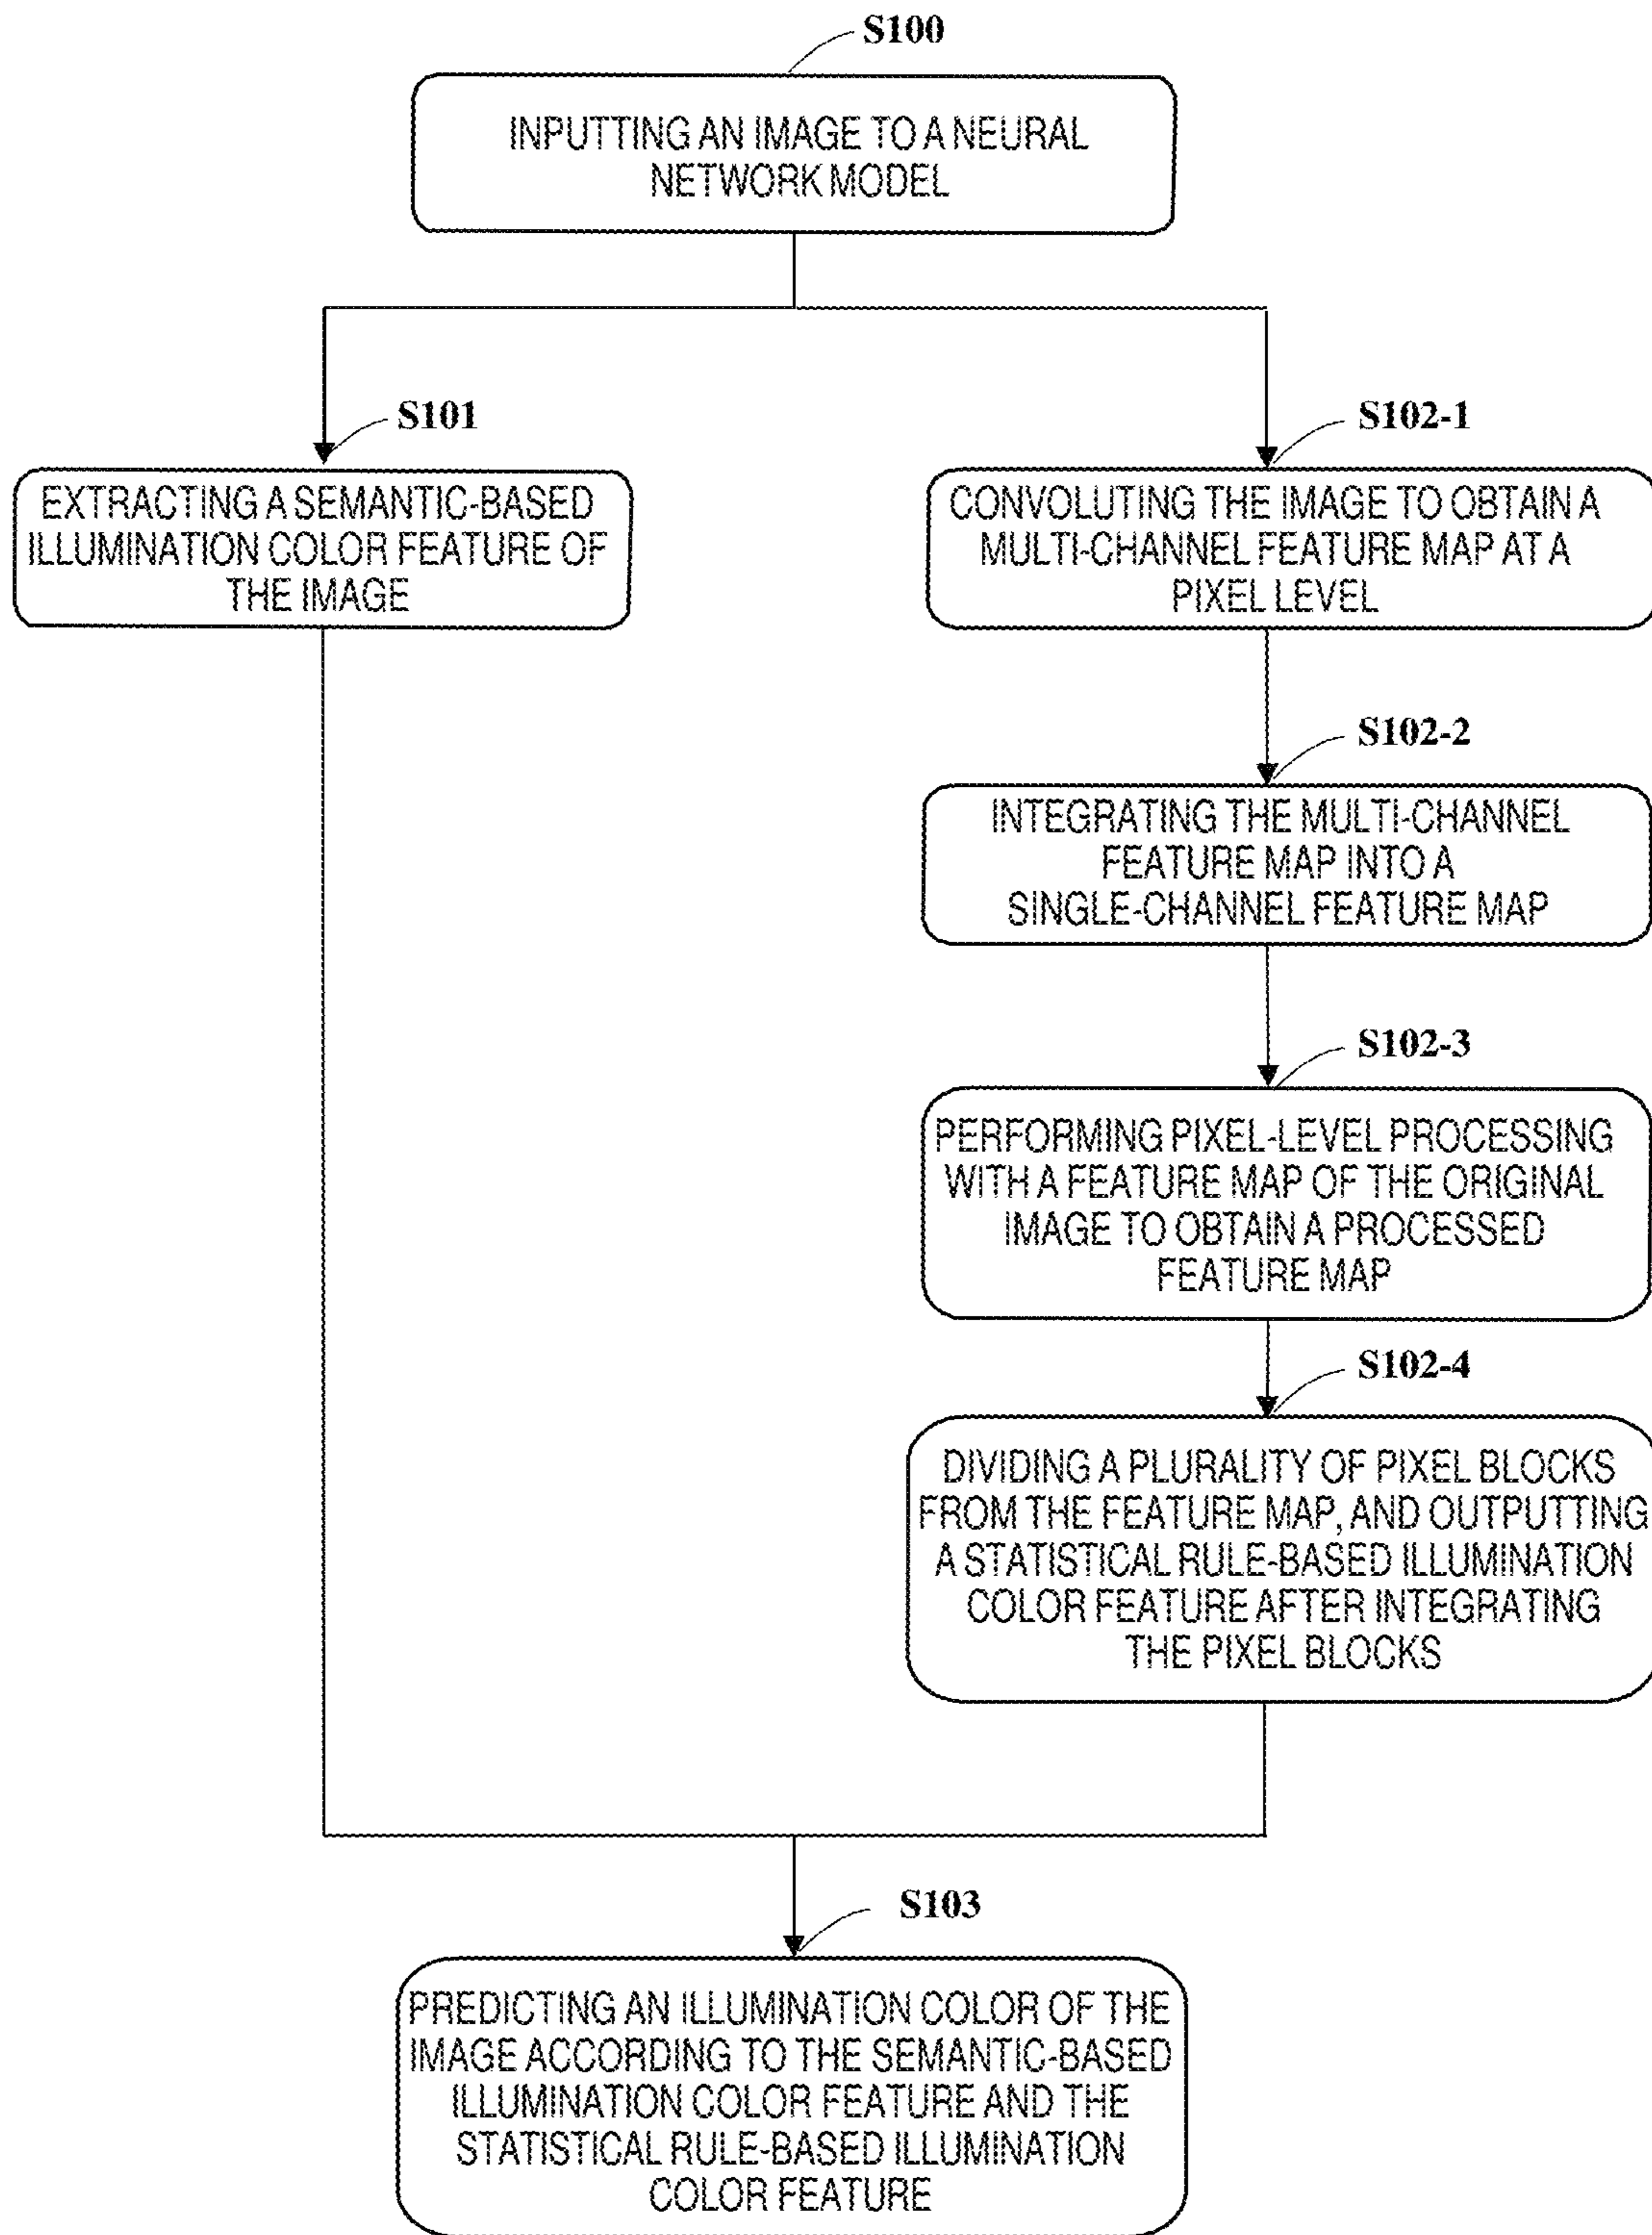 S100
INPUTTING AN IMAGE TO A NEURAL
NETWORK MODEL
S101
EXTRACTING A SEMANTIC-BASED
ILLUMINATION COLOR FEATURE OF
THE IMAGE
S102-1
CONVOLUTING THE IMAGE TO OBTAIN A
MULTI-CHANNEL FEATURE MAP AT A
PIXEL LEVEL
S102-2
INTEGRATING THE MULTI-CHANNEL
FEATURE MAP INTO A
SINGLE-CHANNEL FEATURE MAP
S102-3
PERFORMING PIXEL-LEVEL PROCESSING
WITH A FEATURE MAP OF THE ORIGINAL
IMAGE TO OBTAIN A PROCESSED
FEATURE MAP
S102-4
DIVIDING A PLURALITY OF PIXEL BLOCKS
FROM THE FEATURE MAP, AND OUTPUTTING
A STATISTICAL RULE-BASED ILLUMINATION
COLOR FEATURE AFTER INTEGRATING
THE PIXEL BLOCKS
S103
PREDICTING AN ILLUMINATION COLOR OF THE
IMAGE ACCORDING TO THE SEMANTIC-BASED
ILLUMINATION COLOR FEATURE AND THE
STATISTICAL RULE-BASED ILLUMINATION
COLOR FEATURE